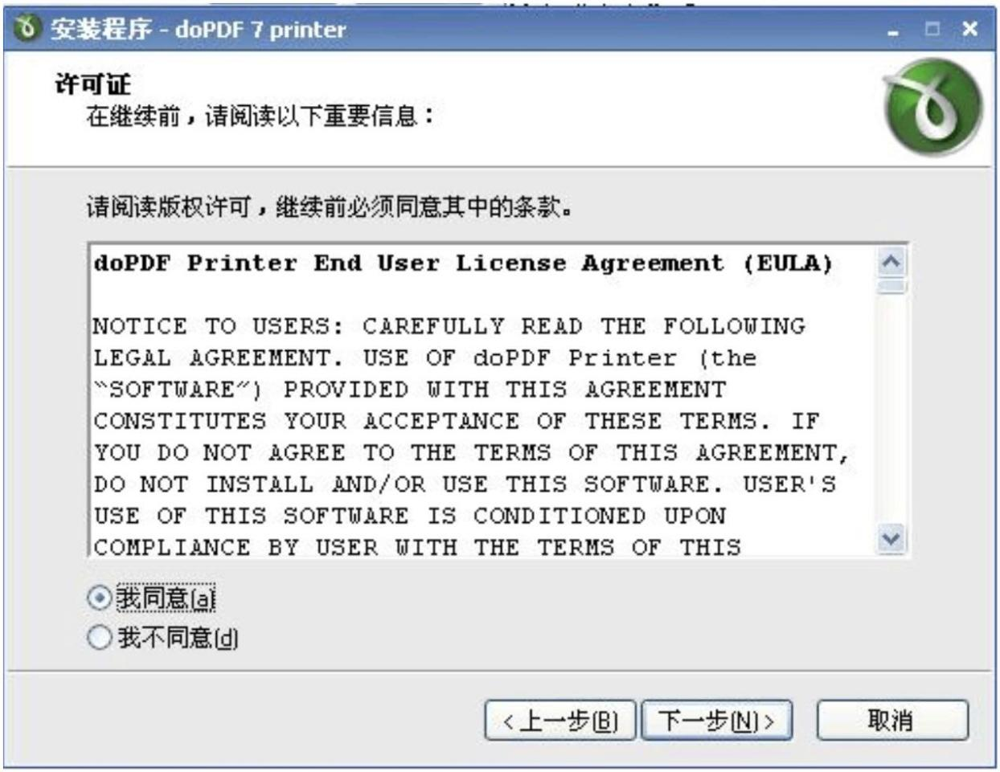 安装程序 - doPDF 7 printer
许可证
在继续前，请阅读以下重要信息：
请阅读版权许可，继续前必须同意其中的条款。
doPDF Printer End User License Agreement (EULA)
NOTICE TO USERS: CAREFULLY READ THE FOLLOWING
LEGAL AGREEMENT. USE OF doPDF Printer (the
“SOFTWARE”) PROVIDED WITH THIS AGREEMENT
CONSTITUTES YOUR ACCEPTANCE OF THESE TERMS. IF
YOU DO NOT AGREE TO THE TERMS OF THIS AGREEMENT,
DO NOT INSTALL AND/OR USE THIS SOFTWARE. USER'S
USE OF THIS SOFTWARE IS CONDITIONED UPON
COMPLIANCE BY USER WITH THE TERMS OF THIS
我同意(a)
我不同意(d)
<上一步(B) 下一步(N)> 取消